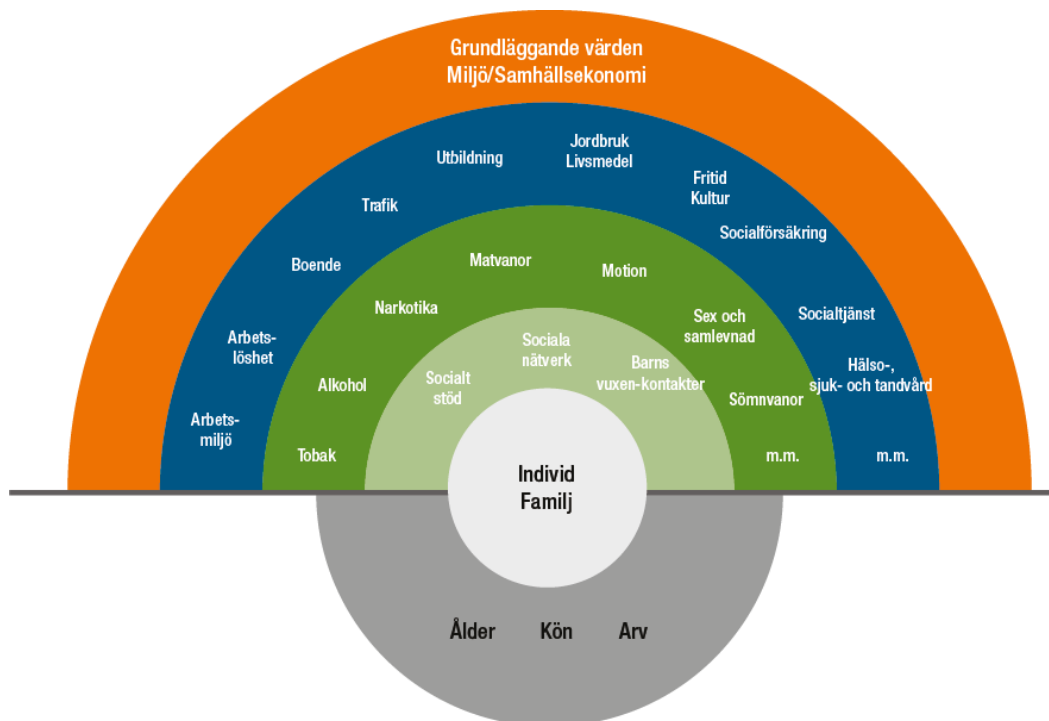 Grundläggande värden
Miljö/Samhällsekonomi
Arbets-
miljö
Arbets-
löshet
Boende
Trafik
Utbildning
Jordbruk
Livsmedel
Fritid
Kultur
Socialförsäkring
Socialtjänst
Hälso-,
sjuk- och tandvård
m.m.
Tobak
Alkohol
Narkotika
Matvanor
Motion
Sex och
samlevnad
Sömnvanor
m.m.
Socialt
stöd
Sociala
nätverk
Barns
vuxen-kontakter
Individ
Familj
Ålder Kön Arv